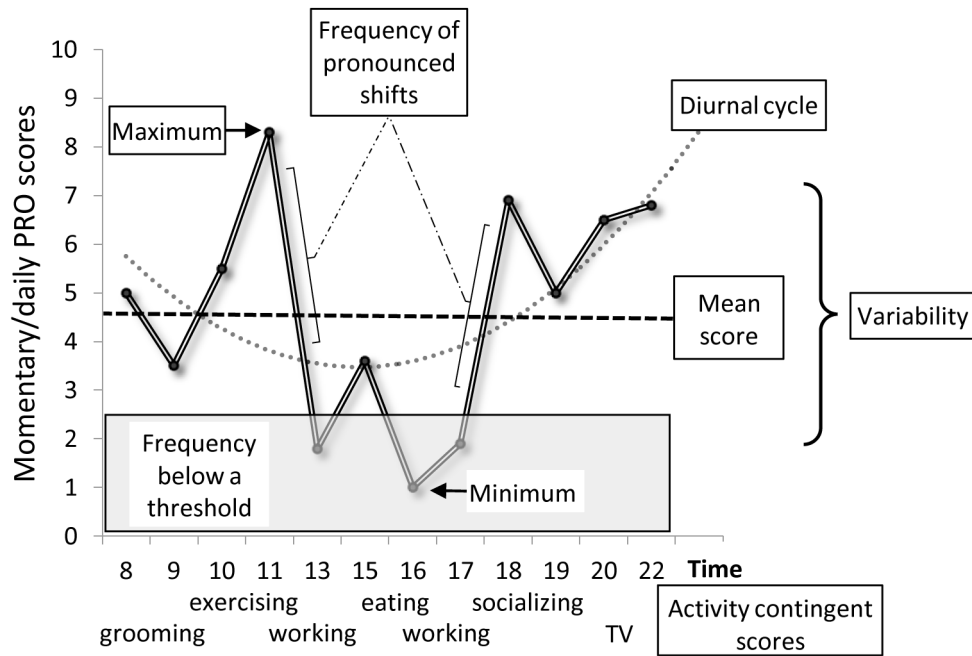 Momentary/daily PRO scores
10
9
8
7
6
5
4
3
2
1
0
Maximum
Frequency of
pronounced
shifts
Diurnal cycle
Mean
score
Variability
Frequency
below a
threshold
Minimum
8 9 10 11 13 15 16 17 18 19 20 22 Time
exercising eating socializing
grooming working working TV
Activity contingent
scores